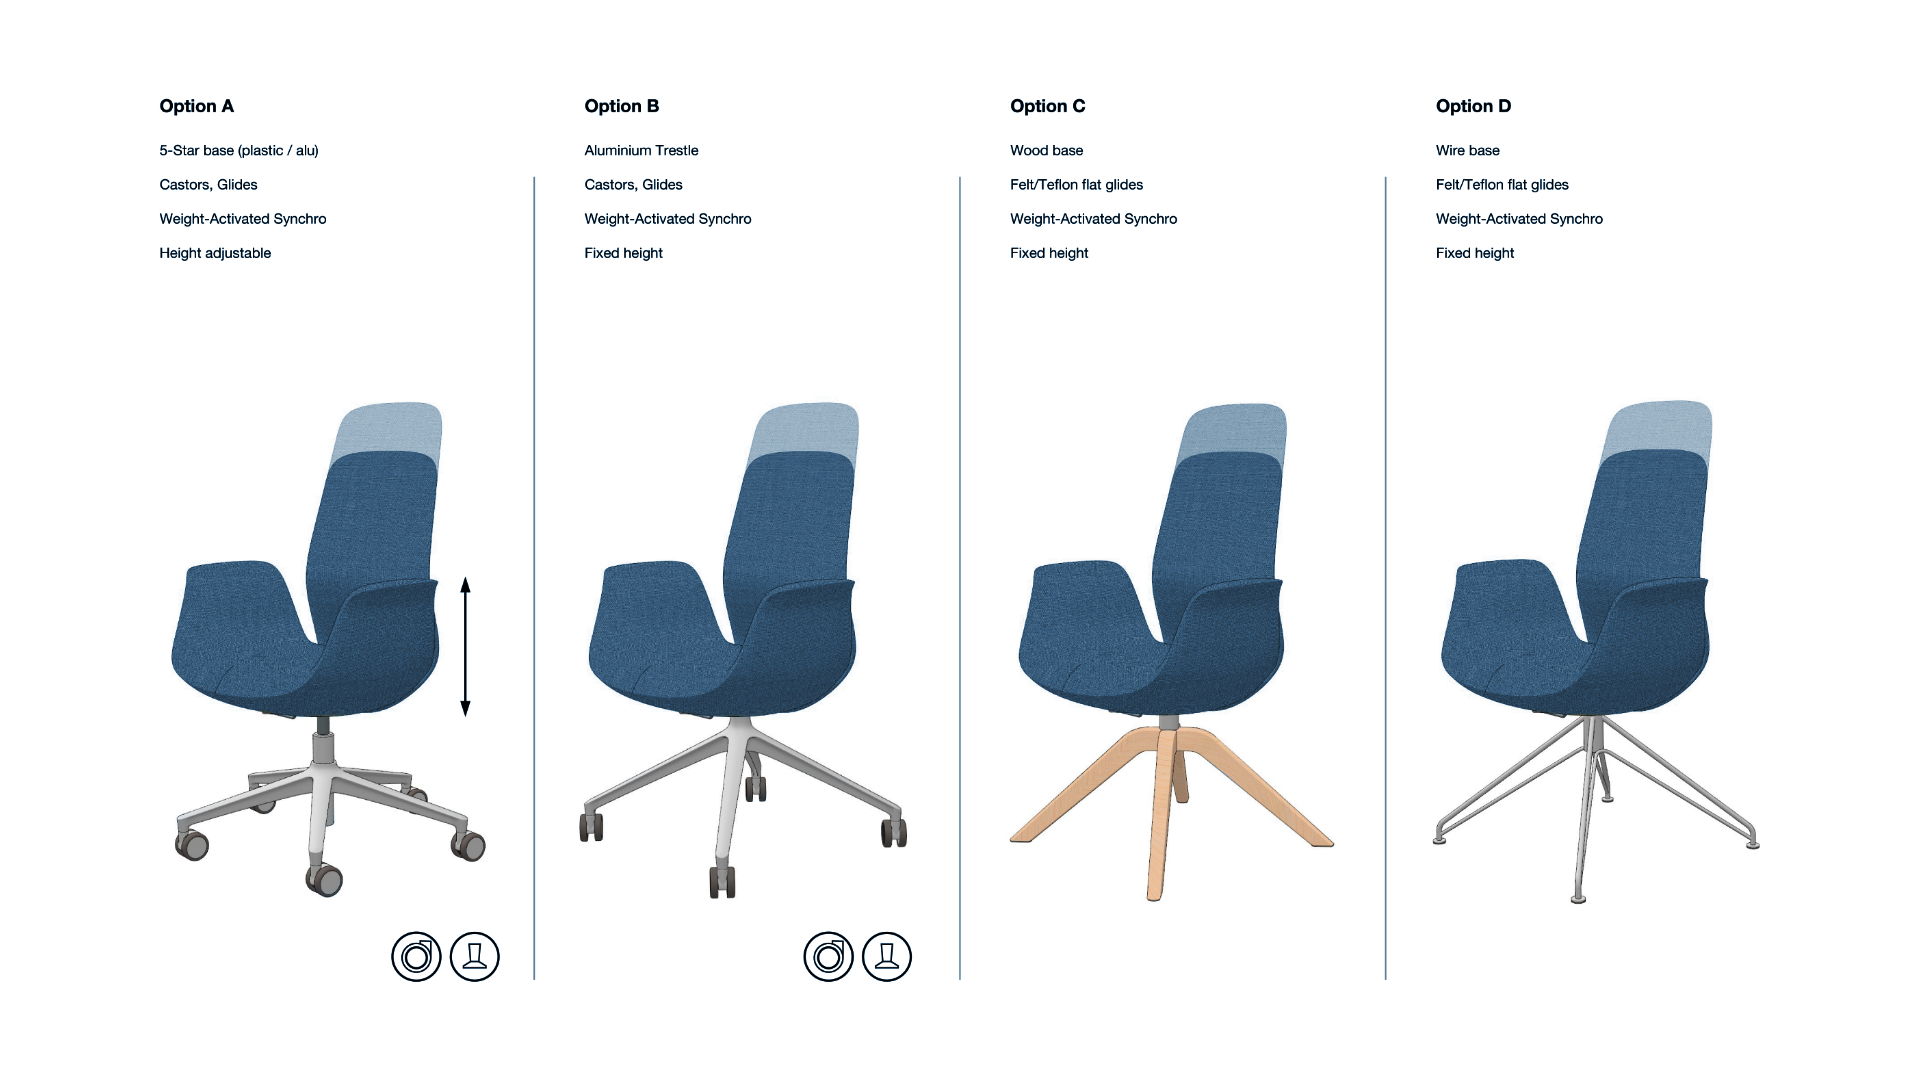 Option A
5-Star base (plastic / alu)
Castors, Glides
Weight-Activated Synchro
Height adjustable
Option B
Aluminium Trestle
Castors, Glides
Weight-Activated Synchro
Fixed height
Option C
Wood base
Felt/Teflon flat glides
Weight-Activated Synchro
Fixed height
Option D
Wire base
Felt/Teflon flat glides
Weight-Activated Synchro
Fixed height